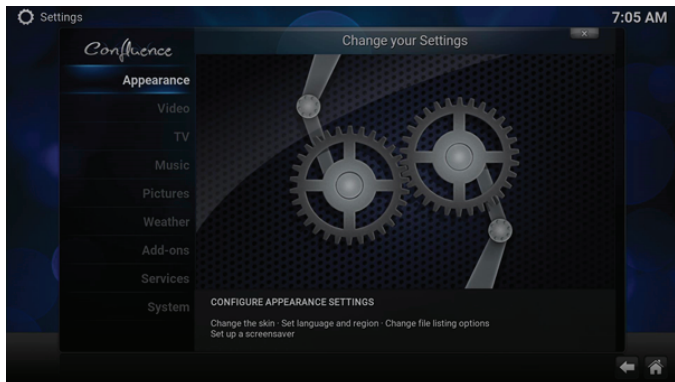 Settings
7:05 AM
Confluence
Change your Settings
x
Appearance
Video
TV
Music
Pictures
Weather
Add-ons
Services
System
CONFIGURE APPEARANCE SETTINGS
Change the skin · Set language and region · Change file listing options
Set up a screensaver